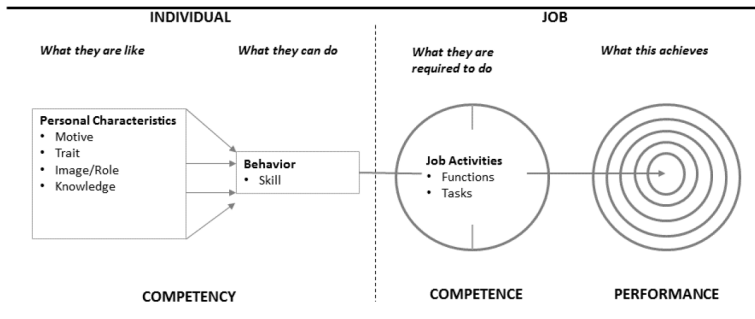 INDIVIDUAL
JOB
What they are like
What they can do
What they are
required to do
What this achieves
Personal Characteristics
• Motive
• Trait
• Image/Role
• Knowledge
Behavior
• Skill
Job Activities
• Functions
• Tasks
COMPETENCY
COMPETENCE
PERFORMANCE